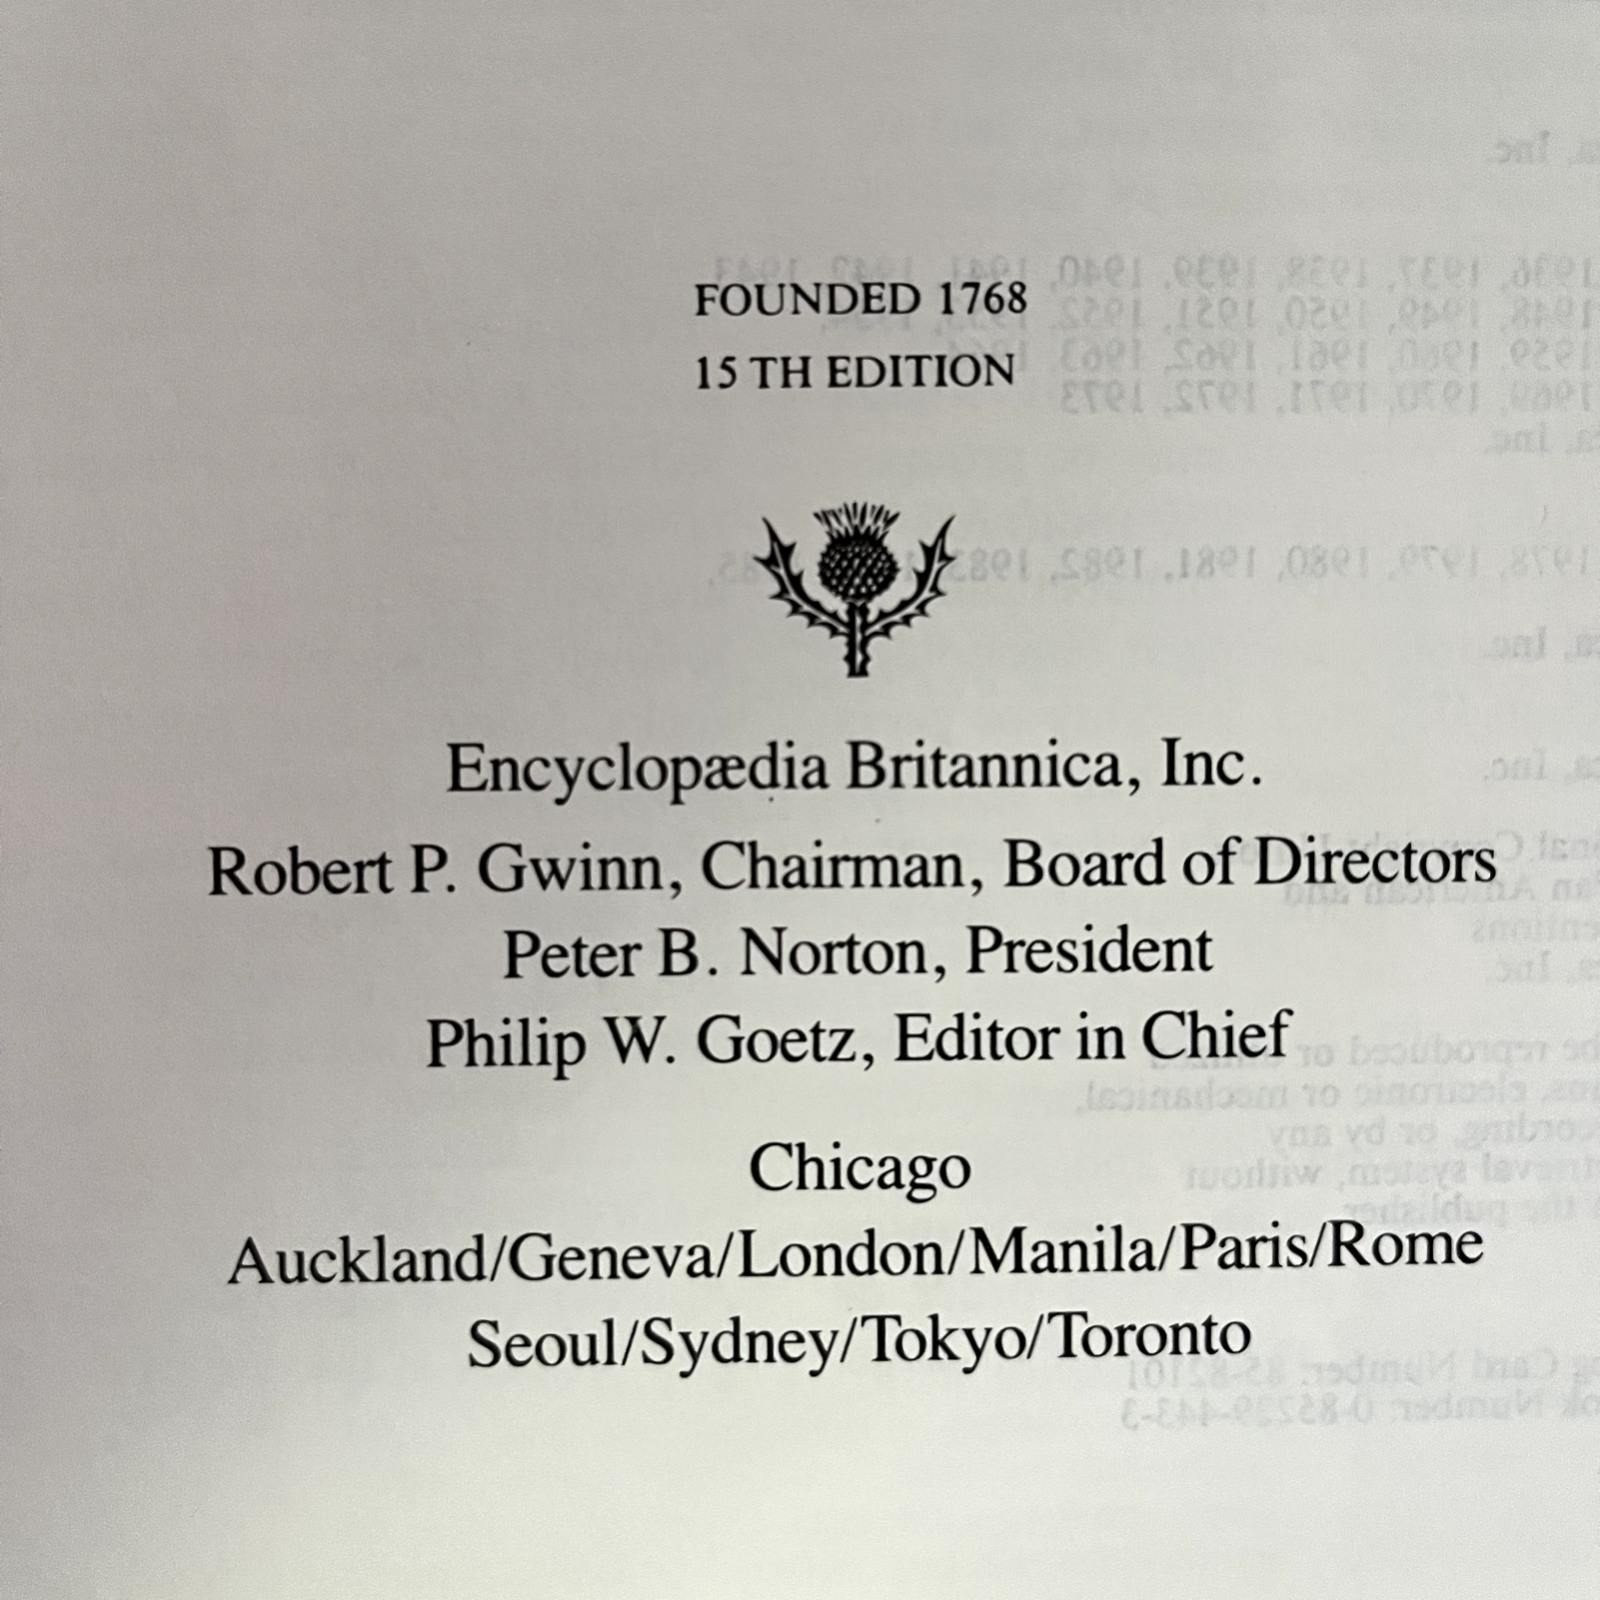 FOUNDED 1768
15 TH EDITION
Encyclopædia Britannica, Inc.
Robert P. Gwinn, Chairman, Board of Directors
Peter B. Norton, President
Philip W. Goetz, Editor in Chief
Chicago
Auckland/Geneva/London/Manila/Paris/Rome
Seoul/Sydney/Tokyo/Toronto